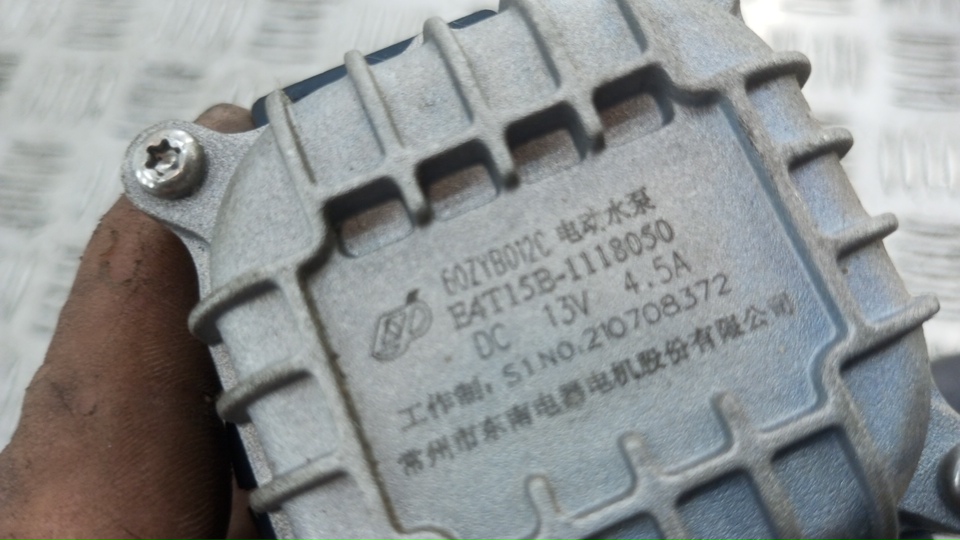 60ZYB012C 电动水泵
E4T15B-1118050
DC 13V 4.5A
工作制: S1 NO.210708372
常州市东南电器电机股份有限公司